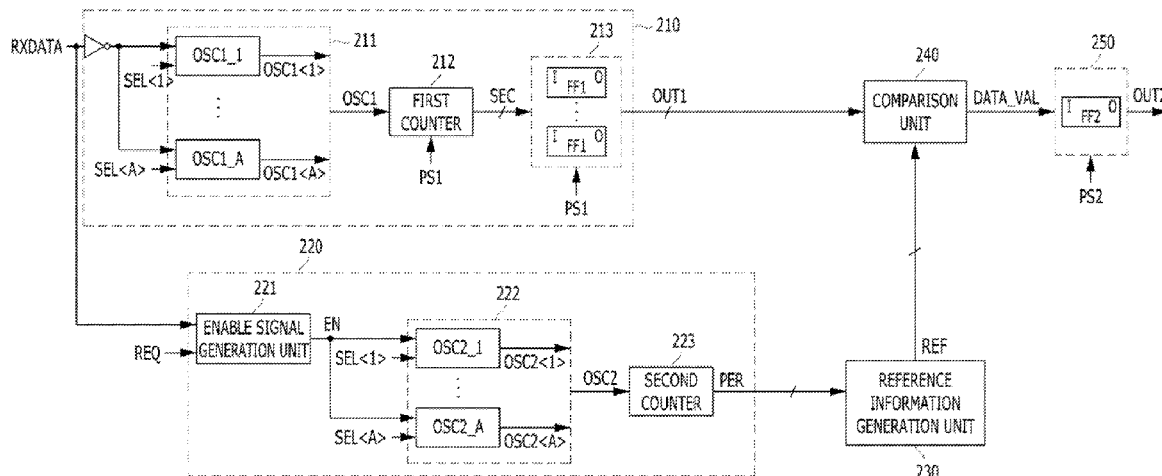 210
211
213
RXDATA
OSC1_1
SEL<1>
OSC1<1>
212
I
O
FF1
240
250
OSC1
FIRST
COUNTER
SEC
OUT1
COMPARISON
UNIT
DATA_VAL
I
O
FF2
OUT2
OSC1_A
SEL<A>
OSC1<A>
I
O
FF1
PS1
PS1
PS2
220
221
222
ENABLE SIGNAL
GENERATION UNIT
EN
REQ
OSC2_1
SEL<1>
OSC2<1>
223
REF
OSC2
SECOND
COUNTER
PER
REFERENCE
INFORMATION
GENERATION UNIT
OSC2_A
SEL<A>
OSC2<A>
230